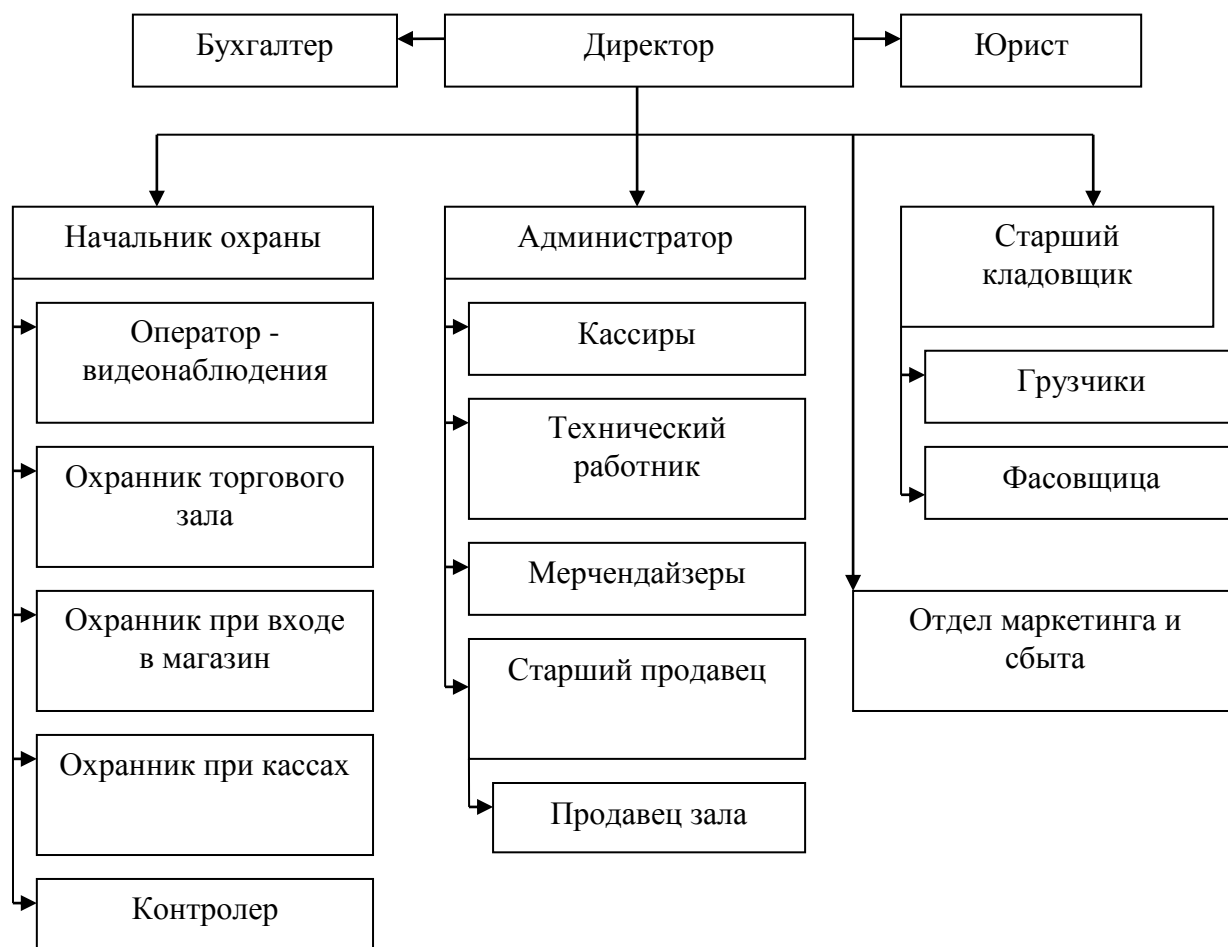 Бухгалтер
Директор
Юрист
Начальник охраны
Оператор -
видеонаблюдения
Охранник торгового
зала
Охранник при входе
в магазин
Охранник при кассах
Контролер
Администратор
Кассиры
Технический
работник
Мерчендайзеры
Старший продавец
Продавец зала
Старший
кладовщик
Грузчики
Фасовщица
Отдел маркетинга и
сбыта